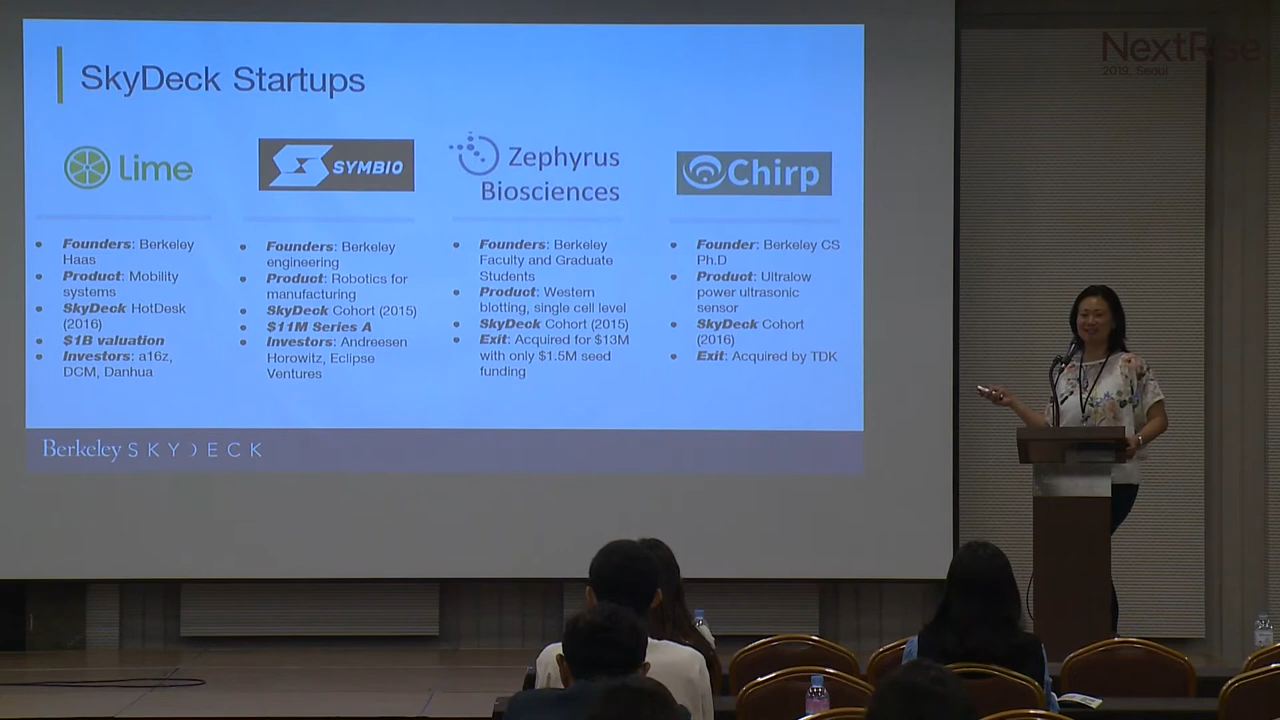 SkyDeck Startups
Lime
• Founders: Berkeley
Haas
• Product: Mobility
systems
• SkyDeck HotDesk
(2016)
• $1B valuation
• Investors: a16z,
DCM, Danhua
SYMBIO
• Founders: Berkeley
engineering
• Product: Robotics for
manufacturing
• SkyDeck Cohort (2015)
• $11M Series A
• Investors: Andreesen
Horowitz, Eclipse
Ventures
Zephyrus
Biosciences
• Founders: Berkeley
Faculty and Graduate
Students
• Product: Western
blotting, single cell level
• SkyDeck Cohort (2015)
• Exit: Acquired for $13M
with only $1.5M seed
funding
Chirp
• Founder: Berkeley CS
Ph.D
• Product: Ultralow
power ultrasonic
sensor
• SkyDeck Cohort
(2016)
• Exit: Acquired by TDK
Berkeley SKYDECK
NextRise
2019, Seoul